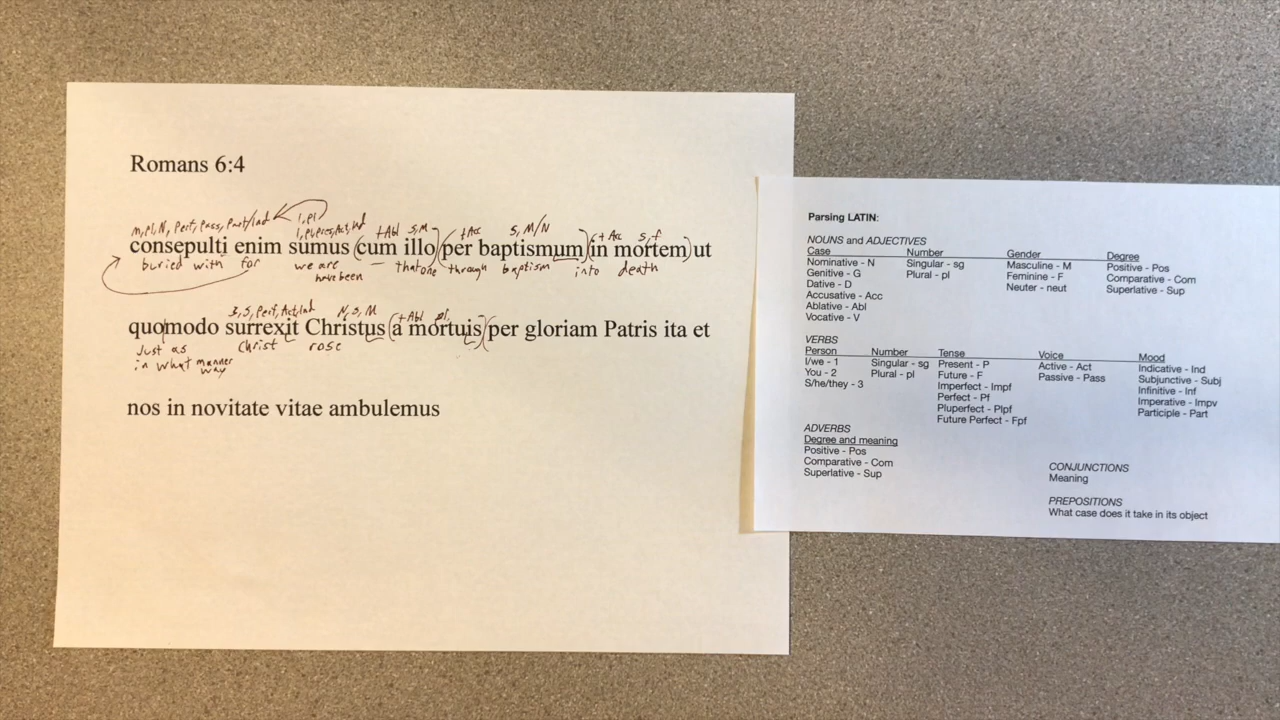 Romans 6:4
m, pl, N, Perf, Pass, Part/Ind 1, pl
1, pl, Pres, Act, Ind +Abl S, M +Acc S, M/N +Acc S, f
consepulti enim sumus (cum illo) (per baptismum) (in mortem) ut
buried with for we are — that one through baptism into death
have been
3, S, Perf, Act, Ind N, S, M +Abl pl.
quomodo surrexit Christus (a mortuis) (per gloriam Patris ita et
Just as Christ rose
in what manner
way
nos in novitate vitae ambulemus
Parsing LATIN:
NOUNS and ADJECTIVES
Case Number Gender Degree
Nominative - N Singular - sg Masculine - M Positive - Pos
Genitive - G Plural - pl Feminine - F Comparative - Com
Dative - D Neuter - neut Superlative - Sup
Accusative - Acc
Ablative - Abl
Vocative - V
VERBS
Person Number Tense Voice Mood
I/we - 1 Singular - sg Present - P Active - Act Indicative - Ind
You - 2 Plural - pl Future - F Passive - Pass Subjunctive - Subj
S/he/they - 3 Imperfect - Impf Infinitive - Inf
Perfect - Pf Imperative - Impv
Pluperfect - Plpf Participle - Part
Future Perfect - Fpf
ADVERBS
Degree and meaning
Positive - Pos
Comparative - Com
Superlative - Sup
CONJUNCTIONS
Meaning
PREPOSITIONS
What case does it take in its object